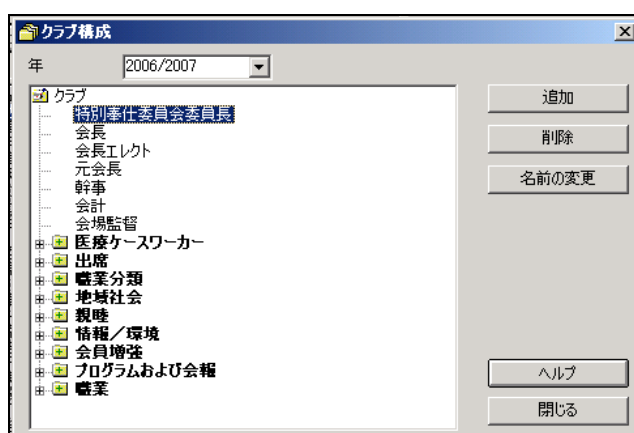 クラブ構成
年 2006/2007
追加
削除
名前の変更
クラブ
特別奉仕委員会委員長
会長
会長エレクト
元会長
幹事
会計
会場監督
医療ケースワーカー
出席
職業分類
地域社会
親睦
情報／環境
会員増強
プログラムおよび会報
職業
ヘルプ
閉じる